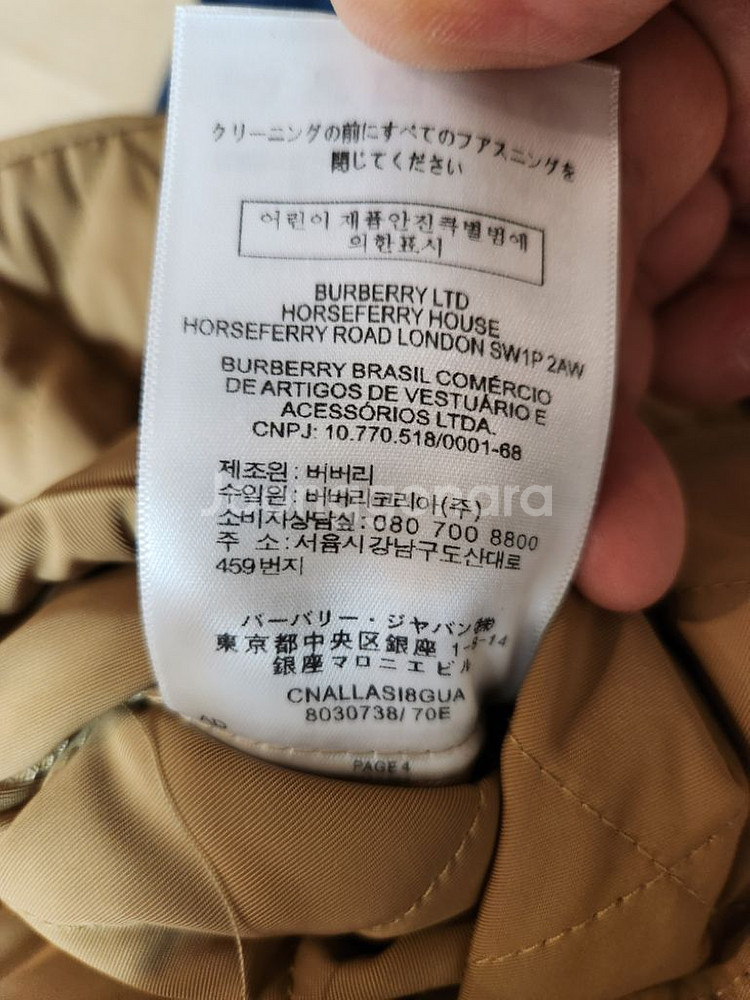 クリーニングの前にすべてのファスニングを
閉じてください
어린이제품안전특별법에
의한표시
BURBERRY LTD
HORSEFERRY HOUSE
HORSEFERRY ROAD LONDON SW1P 2AW
BURBERRY BRASIL COMÉRCIO
DE ARTIGOS DE VESTUÁRIO E
ACESSÓRIOS LTDA.
CNPJ: 10.770.518/0001-68
제조원: 버버리
수입원: 버버리코리아(주)
소비자상담실: 080 700 8800
주 소: 서울시강남구도산대로
459번지
バーバリー・ジャパン㈱
東京都中央区銀座 1-8-14
銀座マロニエビル
CNALLASI8GUA
8030738/ 70E
AD
PAGE 4
Joonggonara